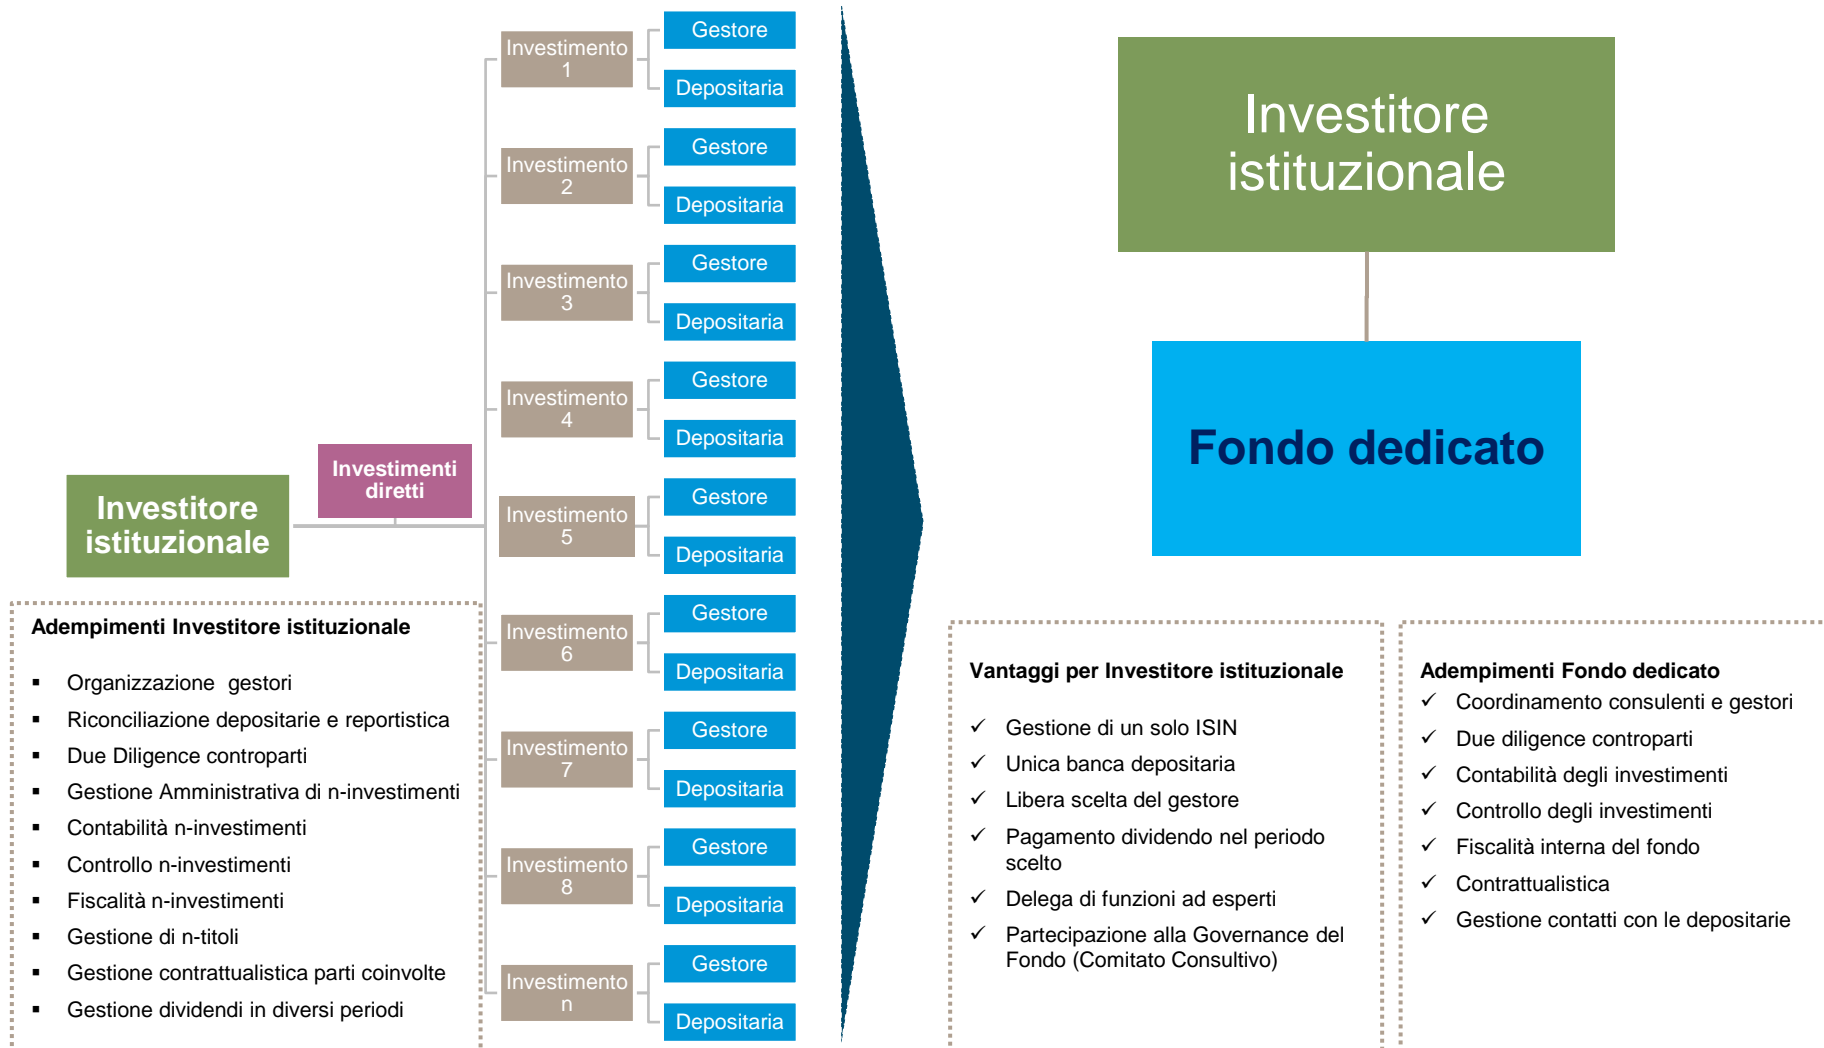 Investitore
istituzionale
Investimenti
diretti
Investimento
1
Gestore
Depositaria
Investimento
2
Gestore
Depositaria
Investimento
3
Gestore
Depositaria
Investimento
4
Gestore
Depositaria
Investimento
5
Gestore
Depositaria
Investimento
6
Gestore
Depositaria
Investimento
7
Gestore
Depositaria
Investimento
8
Gestore
Depositaria
Investimento
n
Gestore
Depositaria
Adempimenti Investitore istituzionale
▪ Organizzazione gestori
▪ Riconciliazione depositarie e reportistica
▪ Due Diligence controparti
▪ Gestione Amministrativa di n-investimenti
▪ Contabilità n-investimenti
▪ Controllo n-investimenti
▪ Fiscalità n-investimenti
▪ Gestione di n-titoli
▪ Gestione contrattualistica parti coinvolte
▪ Gestione dividendi in diversi periodi
Investitore
istituzionale
Fondo dedicato
Vantaggi per Investitore istituzionale
✓ Gestione di un solo ISIN
✓ Unica banca depositaria
✓ Libera scelta del gestore
✓ Pagamento dividendo nel periodo
scelto
✓ Delega di funzioni ad esperti
✓ Partecipazione alla Governance del
Fondo (Comitato Consultivo)
Adempimenti Fondo dedicato
✓ Coordinamento consulenti e gestori
✓ Due diligence controparti
✓ Contabilità degli investimenti
✓ Controllo degli investimenti
✓ Fiscalità interna del fondo
✓ Contrattualistica
✓ Gestione contatti con le depositarie